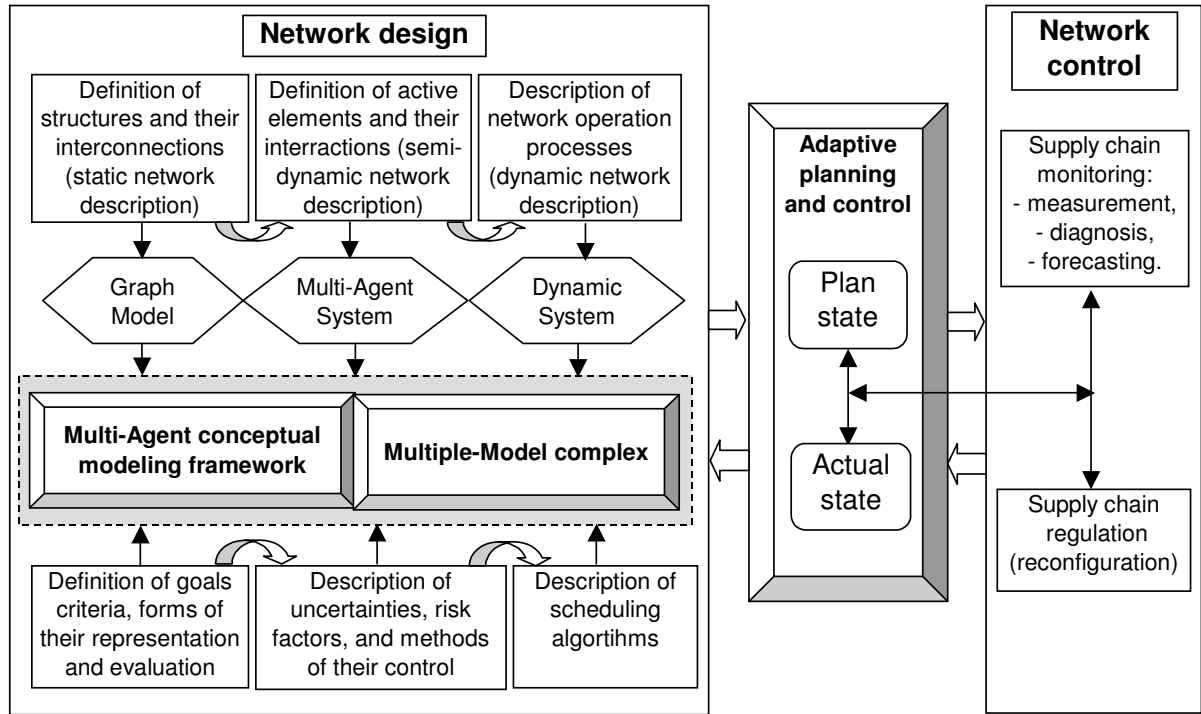 Network design
Definition of
structures and their
interconnections
(static network
description)
Definition of active
elements and their
interractions (semi-
dynamic network
description)
Description of
network operation
processes
(dynamic network
description)
Graph
Model
Multi-Agent
System
Dynamic
System
Multi-Agent conceptual
modeling framework
Multiple-Model complex
Definition of goals
criteria, forms of
their representation
and evaluation
Description of
uncertainties, risk
factors, and methods
of their control
Description of
scheduling
algortihms
Adaptive
planning
and control
Plan
state
Actual
state
Network
control
Supply chain
monitoring:
- measurement,
- diagnosis,
- forecasting.
Supply chain
regulation
(reconfiguration)